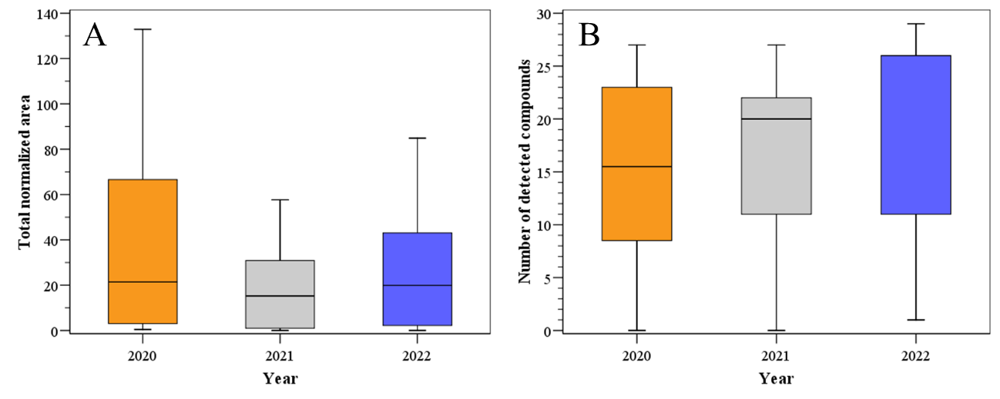 A
Total normalized area
140
120
100
80
60
40
20
0
2020 2021 2022
Year
B
Number of detected compounds
30
25
20
15
10
5
0
2020 2021 2022
Year